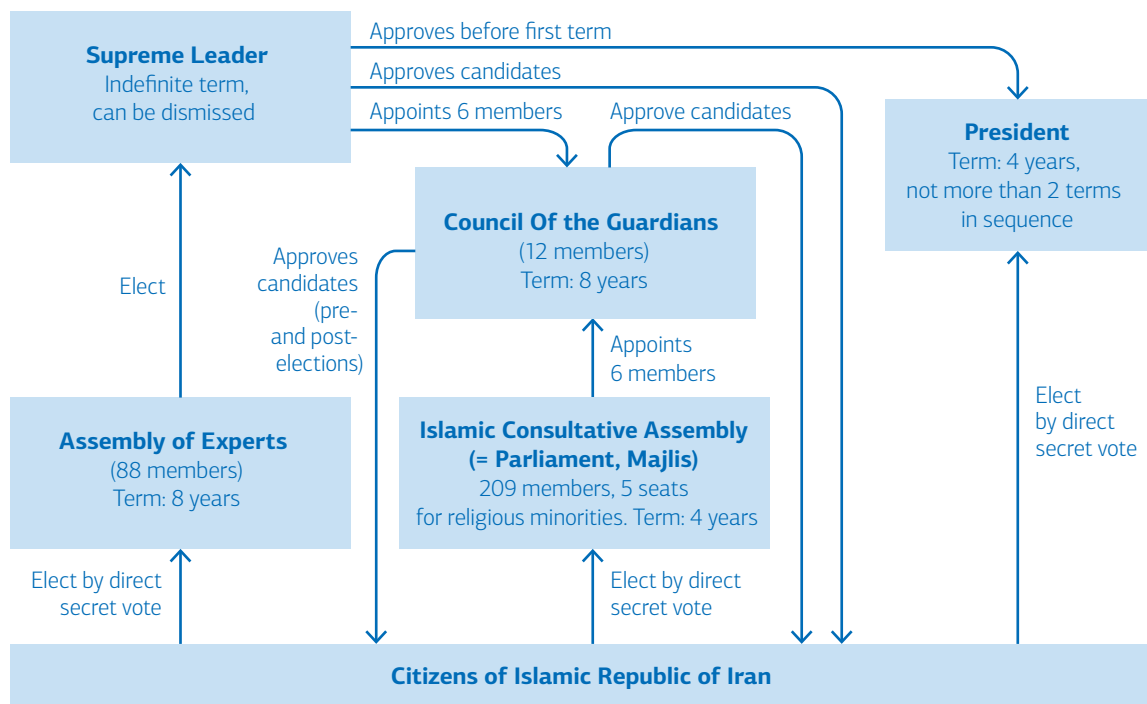 Supreme Leader
Indefinite term,
can be dismissed
Approves before first term
Approves candidates
Appoints 6 members
Approve candidates
President
Term: 4 years,
not more than 2 terms
in sequence
Council Of the Guardians
(12 members)
Term: 8 years
Elect
Approves
candidates
(pre-
and post-
elections)
Appoints
6 members
Assembly of Experts
(88 members)
Term: 8 years
Islamic Consultative Assembly
(= Parliament, Majlis)
209 members, 5 seats
for religious minorities. Term: 4 years
Elect
by direct
secret vote
Elect by direct
secret vote
Elect by direct
secret vote
Citizens of Islamic Republic of Iran